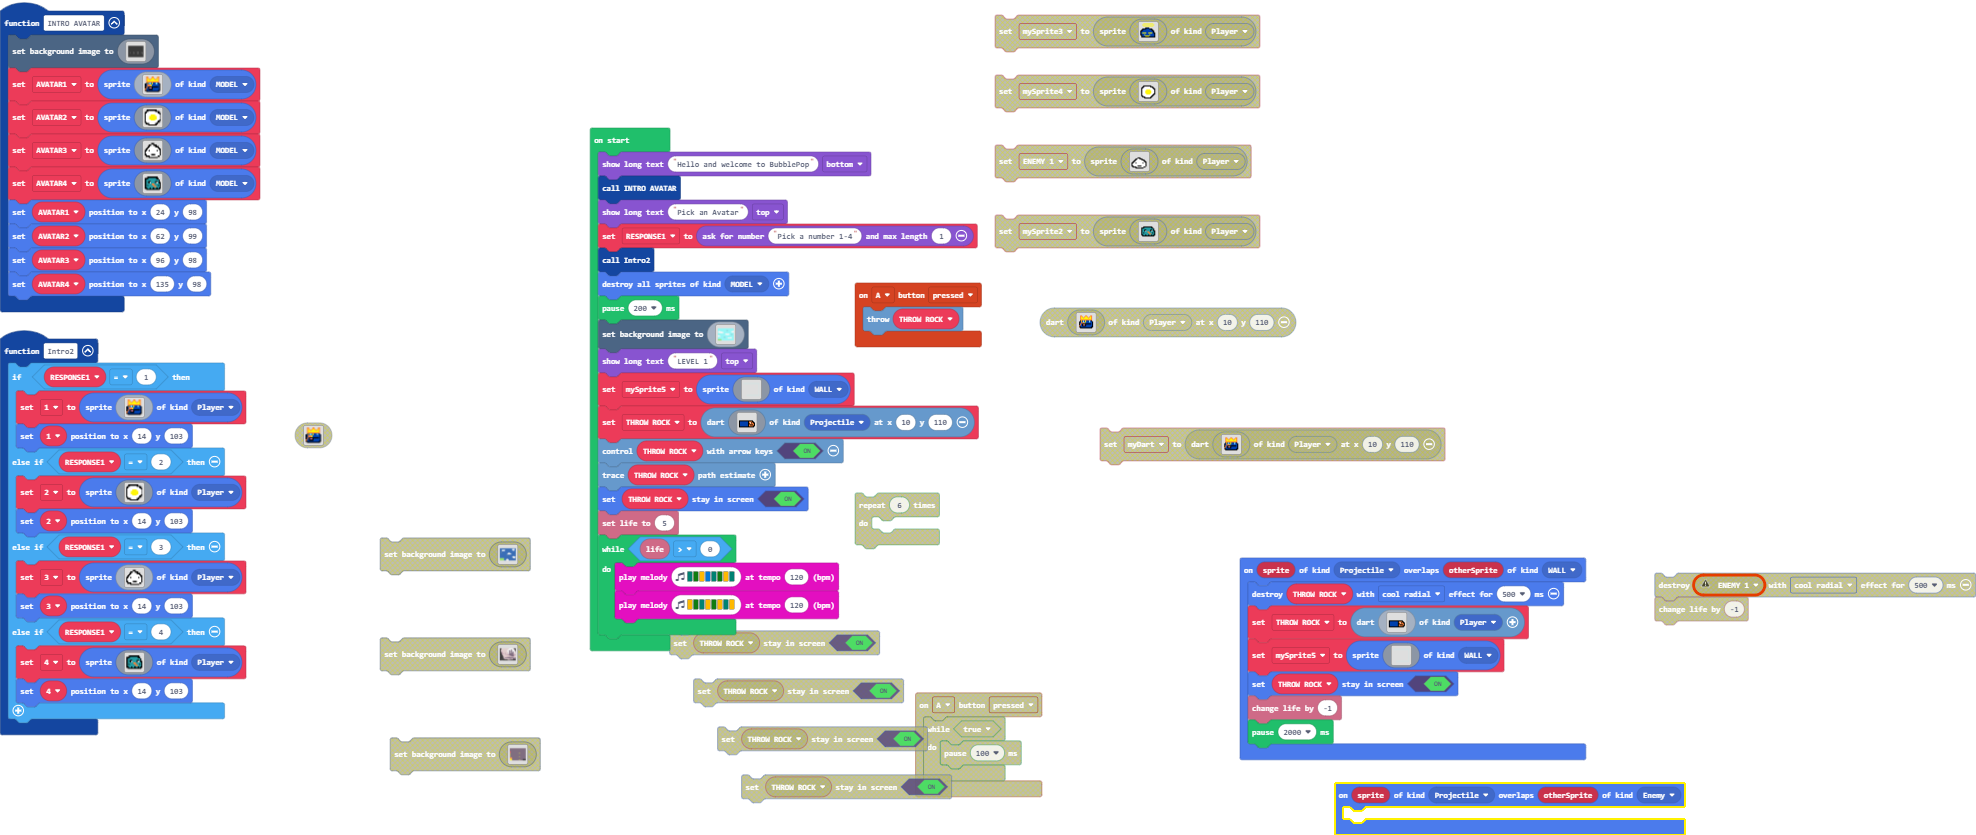 function INTRO AVATAR
set background image to
set AVATAR1 to sprite of kind MODEL
set AVATAR2 to sprite of kind MODEL
set AVATAR3 to sprite of kind MODEL
set AVATAR4 to sprite of kind MODEL
set AVATAR1 position to x 24 y 98
set AVATAR2 position to x 62 y 99
set AVATAR3 position to x 96 y 98
set AVATAR4 position to x 135 y 98
function Intro2
if RESPONSE1 = 1 then
set 1 to sprite of kind Player
set 1 position to x 14 y 103
else if RESPONSE1 = 2 then
set 2 to sprite of kind Player
set 2 position to x 14 y 103
else if RESPONSE1 = 3 then
set 3 to sprite of kind Player
set 3 position to x 14 y 103
else if RESPONSE1 = 4 then
set 4 to sprite of kind Player
set 4 position to x 14 y 103
set background image to
set background image to
set background image to
on start
show long text "Hello and welcome to BubblePop" bottom
call INTRO AVATAR
show long text "Pick an Avatar" top
set RESPONSE1 to ask for number "Pick a number 1-4" and max length 1
call Intro2
destroy all sprites of kind MODEL
pause 200 ms
set background image to
show long text "LEVEL 1" top
set mySprite5 to sprite of kind WALL
set THROW ROCK to dart of kind Projectile at x 10 y 110
control THROW ROCK with arrow keys ON
trace THROW ROCK path estimate
set THROW ROCK stay in screen ON
set life to 5
while life > 0
do
play melody at tempo 120 (bpm)
play melody at tempo 120 (bpm)
set THROW ROCK stay in screen ON
set THROW ROCK stay in screen ON
set THROW ROCK stay in screen ON
set THROW ROCK stay in screen ON
on A button pressed
throw THROW ROCK
repeat 6 times
do
on A button pressed
while true
do
pause 100 ms
set mySprite3 to sprite of kind Player
set mySprite4 to sprite of kind Player
set ENEMY 1 to sprite of kind Player
set mySprite2 to sprite of kind Player
dart of kind Player at x 10 y 110
set myDart to dart of kind Player at x 10 y 110
on sprite of kind Projectile overlaps otherSprite of kind WALL
destroy THROW ROCK with cool radial effect for 500 ms
set THROW ROCK to dart of kind Player
set mySprite5 to sprite of kind WALL
set THROW ROCK stay in screen ON
change life by -1
pause 2000 ms
destroy ENEMY 1 with cool radial effect for 500 ms
change life by -1
on sprite of kind Projectile overlaps otherSprite of kind Enemy